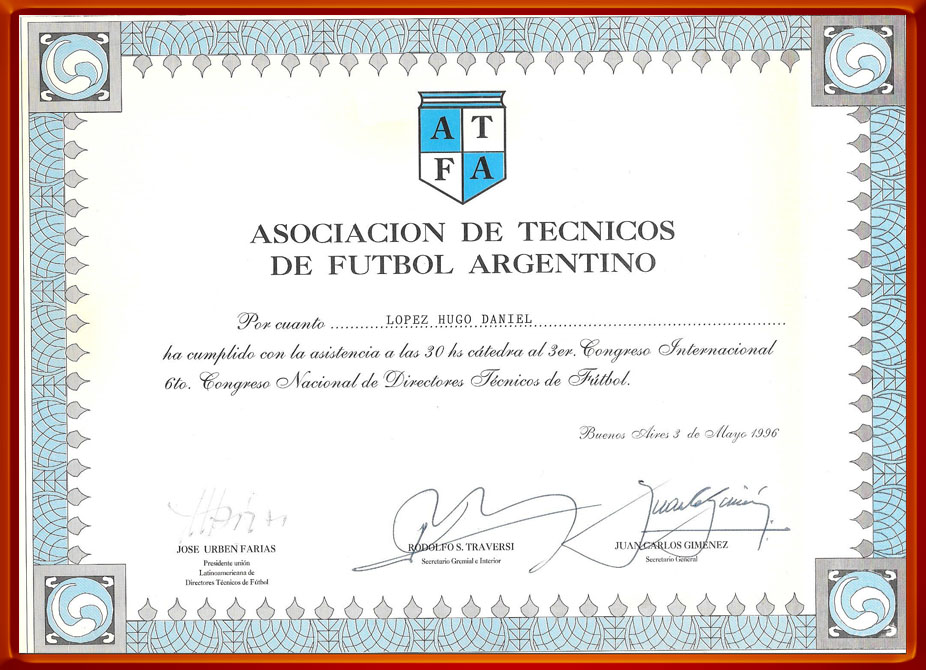 A T
F A
ASOCIACION DE TECNICOS
DE FUTBOL ARGENTINO
Por cuanto ............ LOPEZ HUGO DANIEL ............
ha cumplido con la asistencia a las 30 hs cátedra al 3er. Congreso Internacional
6to. Congreso Nacional de Directores Técnicos de Fútbol.
Buenos Aires 3 de Mayo 1996
JOSE URBEN FARIAS
Presidente unión
Latinoamericana de
Directores Técnicos de Fútbol
RODOLFO S. TRAVERSI
Secretario Gremial e Interior
JUAN CARLOS GIMENEZ
Secretario General